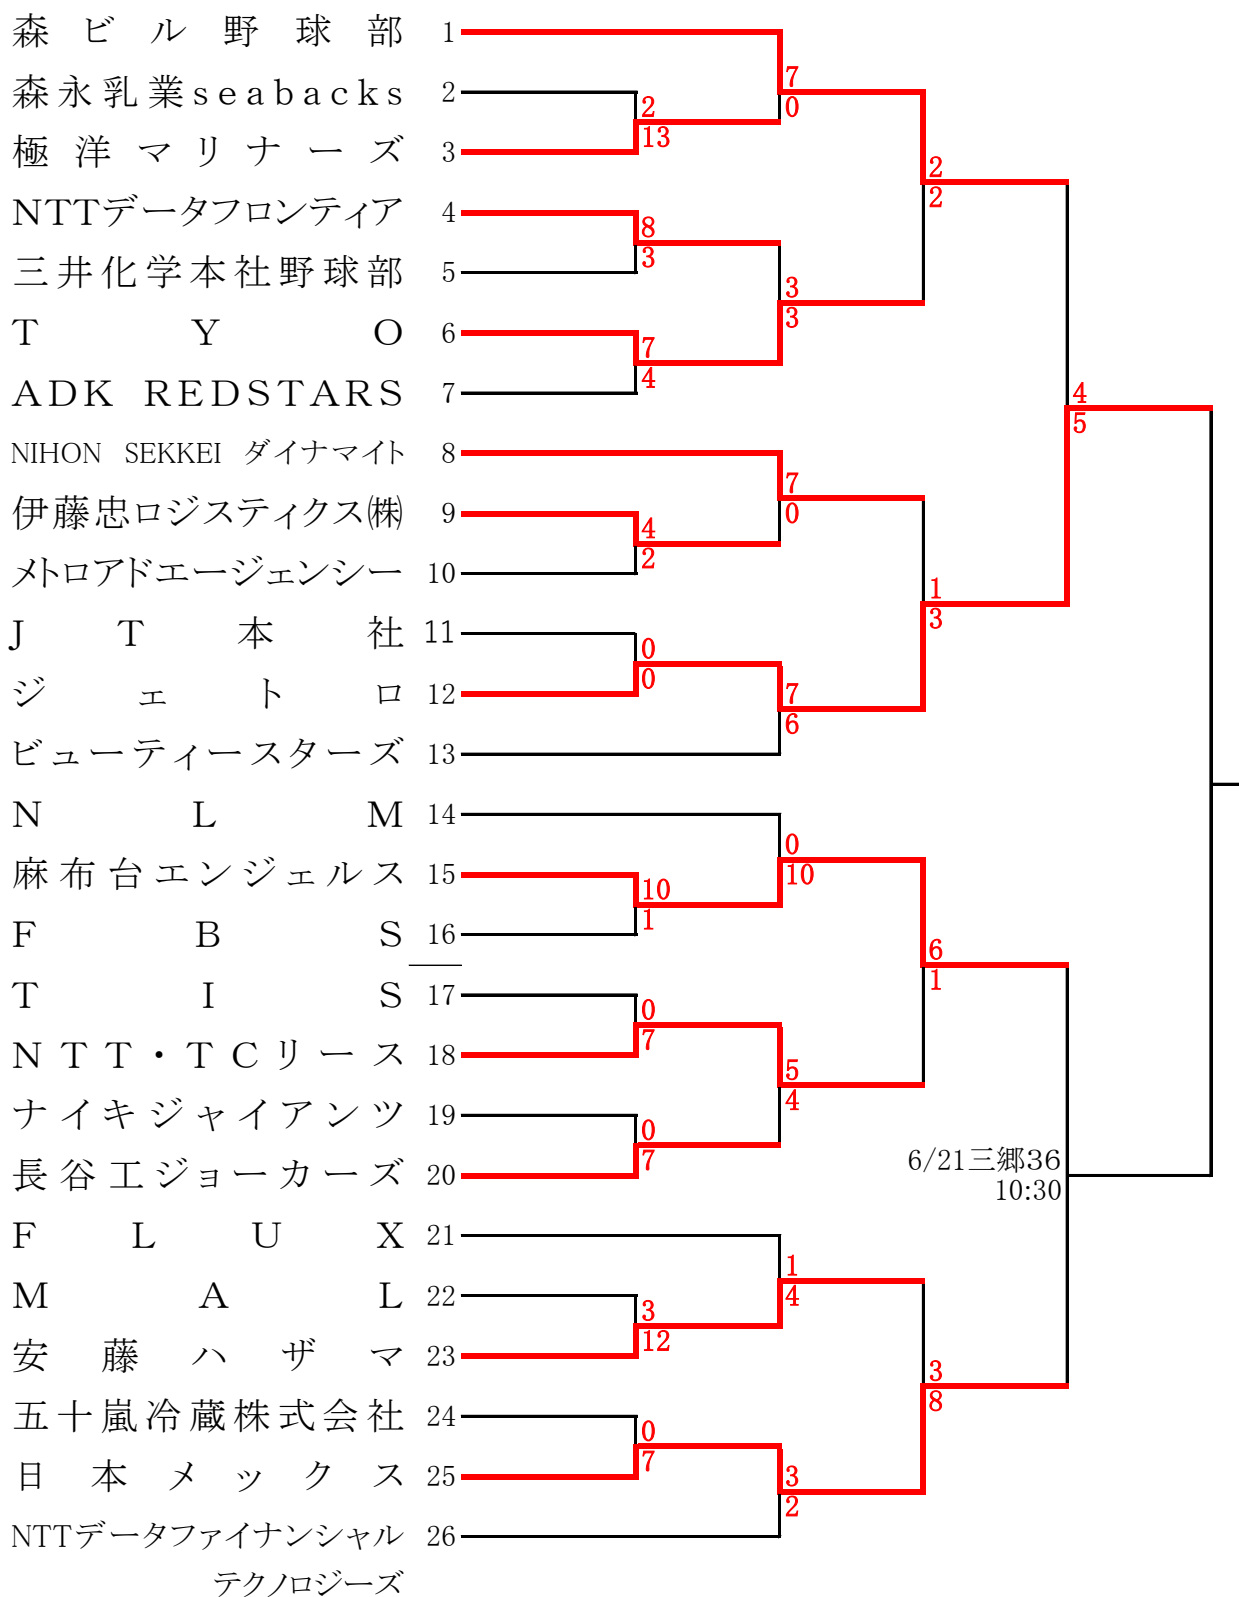 森ビル野球部 1
7
森永乳業seabacks 2
2
0
13
極洋マリナーズ 3
2
2
NTTデータフロンティア 4
8
3
三井化学本社野球部 5
3
3
TYO 6
7
4
ADK REDSTARS 7
4
5
NIHON SEKKEI ダイナマイト 8
7
0
伊藤忠ロジスティクス㈱ 9
4
2
メトロアドエージェンシー 10
1
3
JT本社 11
0
0
ジェトロ 12
7
6
ビューティースターズ 13
NLM 14
0
10
麻布台エンジェルス 15
10
1
FBS 16
6
1
TIS 17
0
7
NTT・TCリース 18
5
4
ナイキジャイアンツ 19
0
7
6/21三郷36
10:30
長谷工ジョーカーズ 20
FLUX 21
1
4
MAL 22
3
12
安藤ハザマ 23
3
8
五十嵐冷蔵株式会社 24
0
7
日本メックス 25
3
2
NTTデータファイナンシャル 26
テクノロジーズ